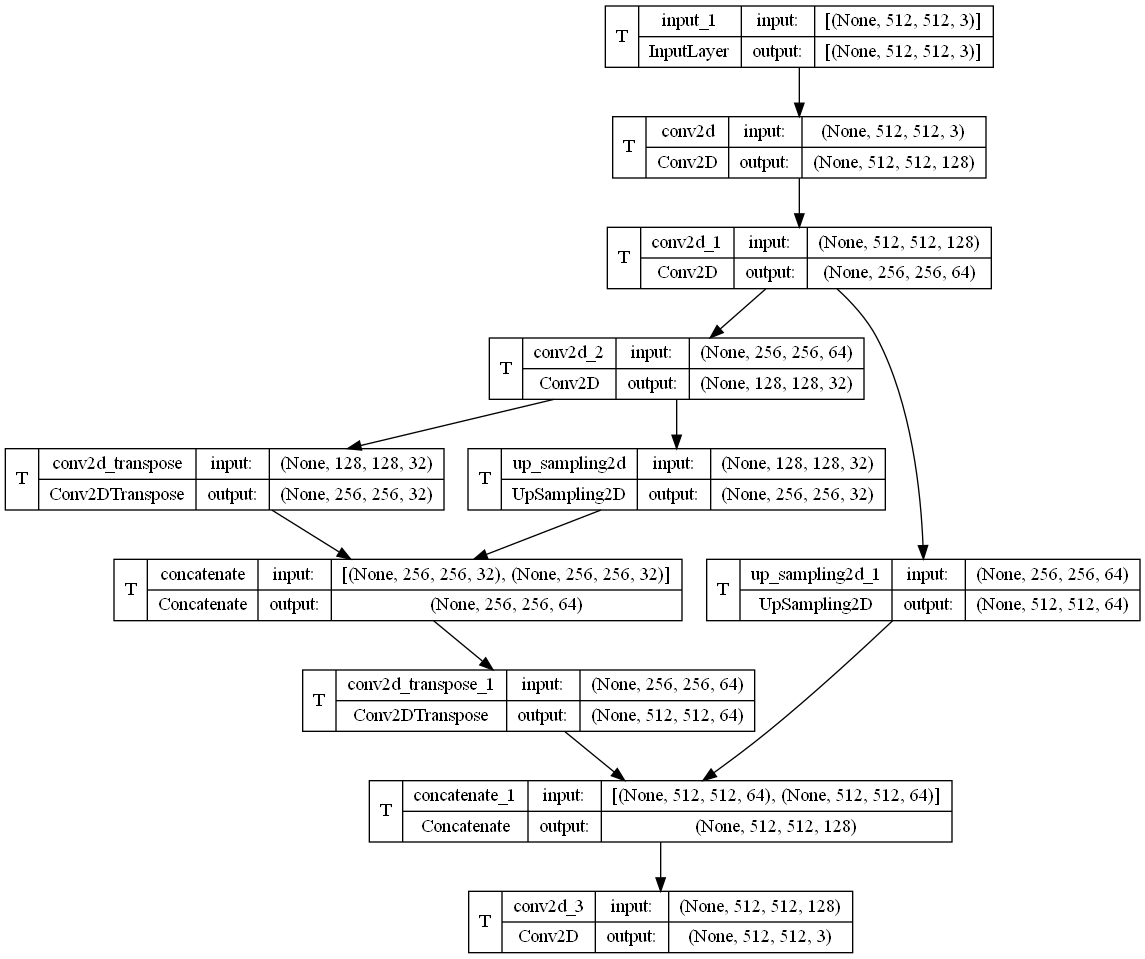 T input_1 input: [(None, 512, 512, 3)]
InputLayer output: [(None, 512, 512, 3)]
T conv2d input: (None, 512, 512, 3)
Conv2D output: (None, 512, 512, 128)
T conv2d_1 input: (None, 512, 512, 128)
Conv2D output: (None, 256, 256, 64)
T conv2d_2 input: (None, 256, 256, 64)
Conv2D output: (None, 128, 128, 32)
T conv2d_transpose input: (None, 128, 128, 32)
Conv2DTranspose output: (None, 256, 256, 32)
T up_sampling2d input: (None, 128, 128, 32)
UpSampling2D output: (None, 256, 256, 32)
T concatenate input: [(None, 256, 256, 32), (None, 256, 256, 32)]
Concatenate output: (None, 256, 256, 64)
T up_sampling2d_1 input: (None, 256, 256, 64)
UpSampling2D output: (None, 512, 512, 64)
T conv2d_transpose_1 input: (None, 256, 256, 64)
Conv2DTranspose output: (None, 512, 512, 64)
T concatenate_1 input: [(None, 512, 512, 64), (None, 512, 512, 64)]
Concatenate output: (None, 512, 512, 128)
T conv2d_3 input: (None, 512, 512, 128)
Conv2D output: (None, 512, 512, 3)